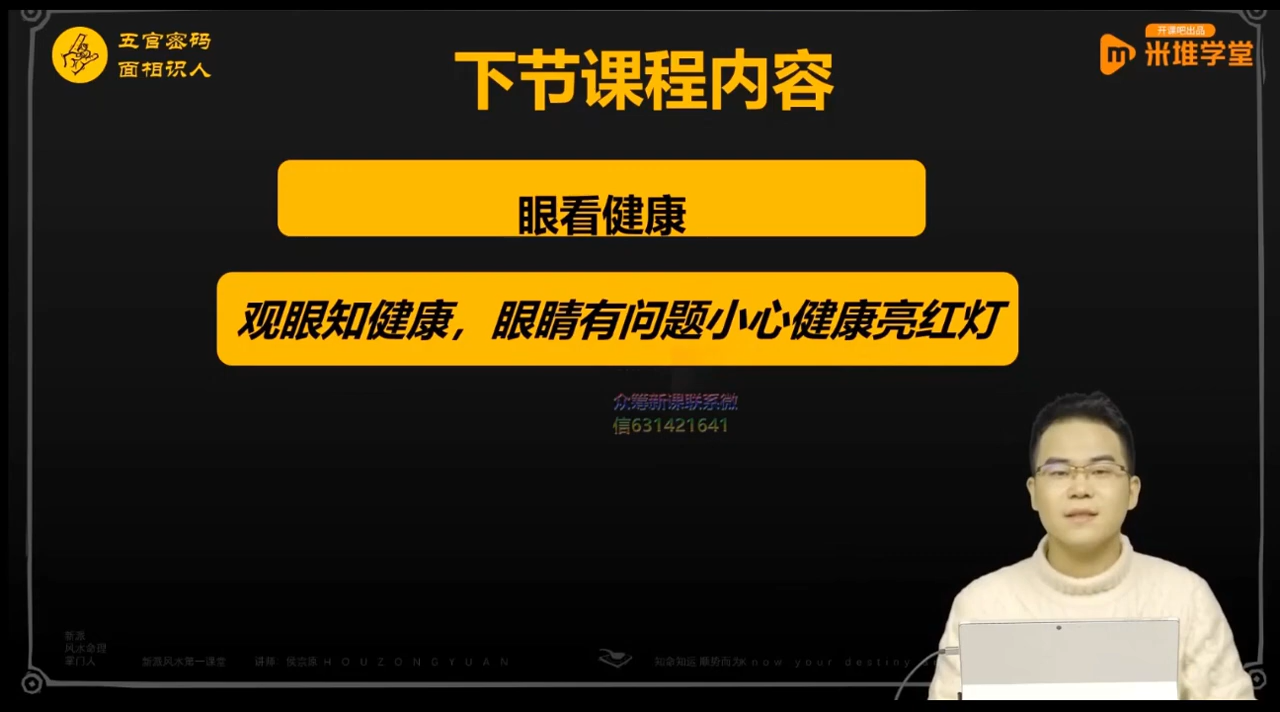 五官密码
面相识人
开课吧出品
米堆学堂
下节课程内容
眼看健康
观眼知健康，眼睛有问题小心健康亮红灯
众筹新课联系微
信631421641
新派
风水命理
掌门人
新派风水第一课堂
讲师：侯宗原 HOUZONGYUAN
知命知运 顺势而为 Know your destiny